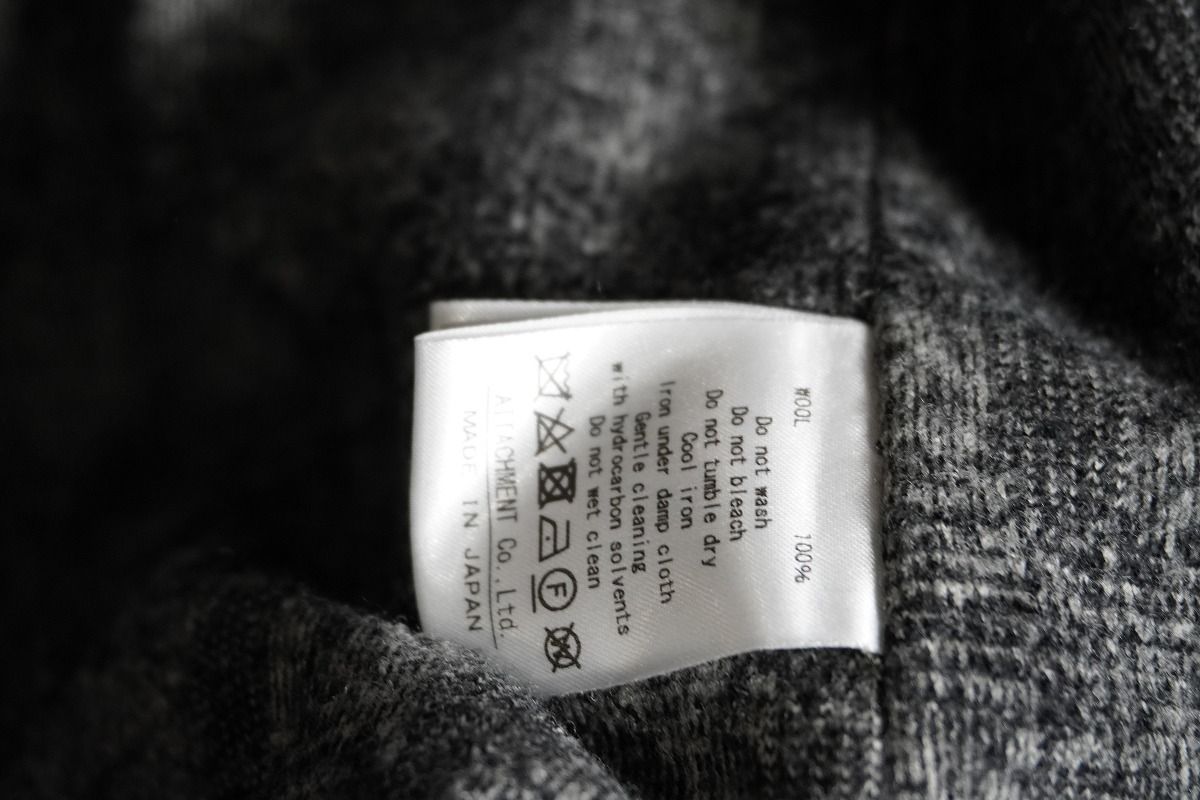 WOOL 100%
Do not wash
Do not bleach
Do not tumble dry
Cool iron
Iron under damp cloth
Gentle cleaning
with hydrocarbon solvents
Do not wet clean
F W
ATTACHMENT Co.,Ltd.
MADE IN JAPAN